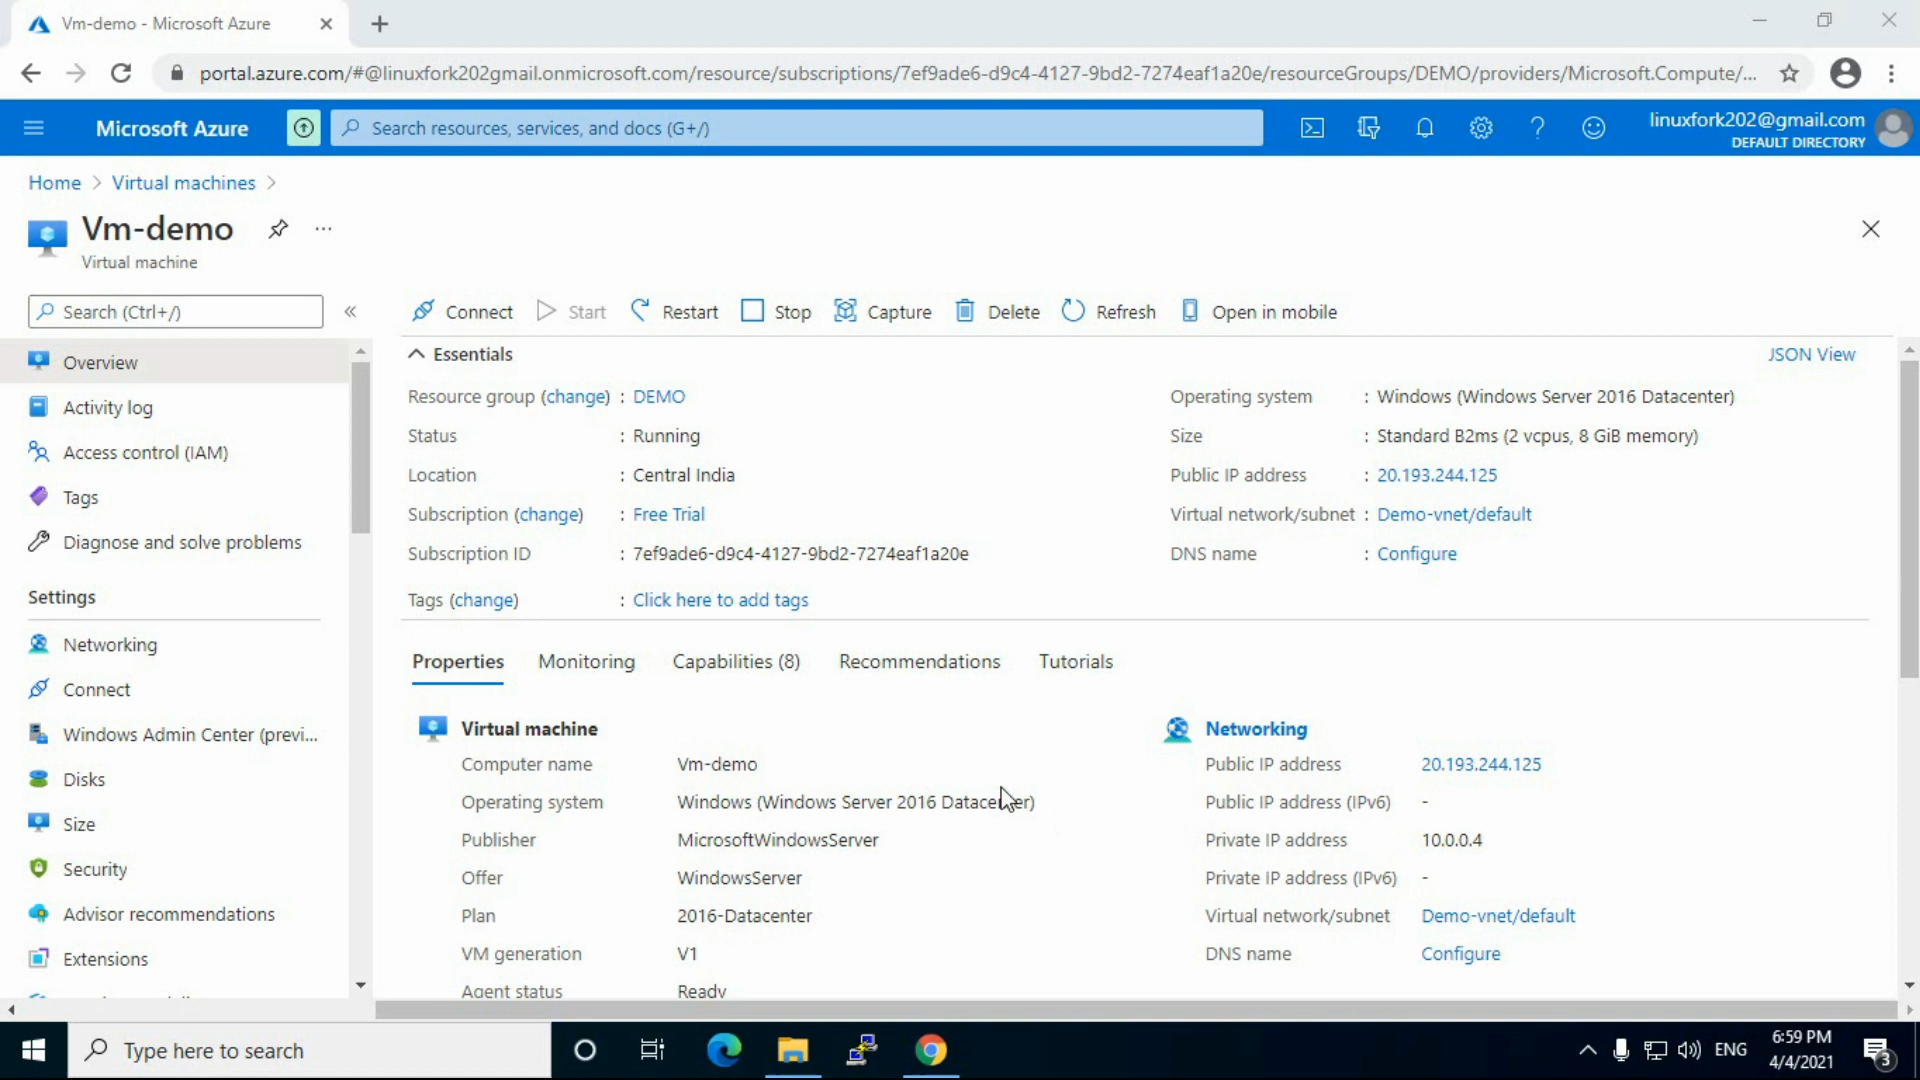 Vm-demo - Microsoft Azure
portal.azure.com/#@linuxfork202gmail.onmicrosoft.com/resource/subscriptions/7ef9ade6-d9c4-4127-9bd2-7274eaf1a20e/resourceGroups/DEMO/providers/Microsoft.Compute/...
Microsoft Azure
Search resources, services, and docs (G+/)
linuxfork202@gmail.com
DEFAULT DIRECTORY
Home > Virtual machines >
Vm-demo
Virtual machine
Search (Ctrl+/)
Connect Start Restart Stop Capture Delete Refresh Open in mobile
Overview
Activity log
Access control (IAM)
Tags
Diagnose and solve problems
Settings
Networking
Connect
Windows Admin Center (previ...
Disks
Size
Security
Advisor recommendations
Extensions
Essentials
JSON View
Resource group (change) : DEMO
Status : Running
Location : Central India
Subscription (change) : Free Trial
Subscription ID : 7ef9ade6-d9c4-4127-9bd2-7274eaf1a20e
Tags (change) : Click here to add tags
Operating system : Windows (Windows Server 2016 Datacenter)
Size : Standard B2ms (2 vcpus, 8 GiB memory)
Public IP address : 20.193.244.125
Virtual network/subnet : Demo-vnet/default
DNS name : Configure
Properties Monitoring Capabilities (8) Recommendations Tutorials
Virtual machine
Computer name Vm-demo
Operating system Windows (Windows Server 2016 Datacenter)
Publisher MicrosoftWindowsServer
Offer WindowsServer
Plan 2016-Datacenter
VM generation V1
Agent status Ready
Networking
Public IP address 20.193.244.125
Public IP address (IPv6) -
Private IP address 10.0.0.4
Private IP address (IPv6) -
Virtual network/subnet Demo-vnet/default
DNS name Configure
Type here to search
ENG
6:59 PM
4/4/2021
3